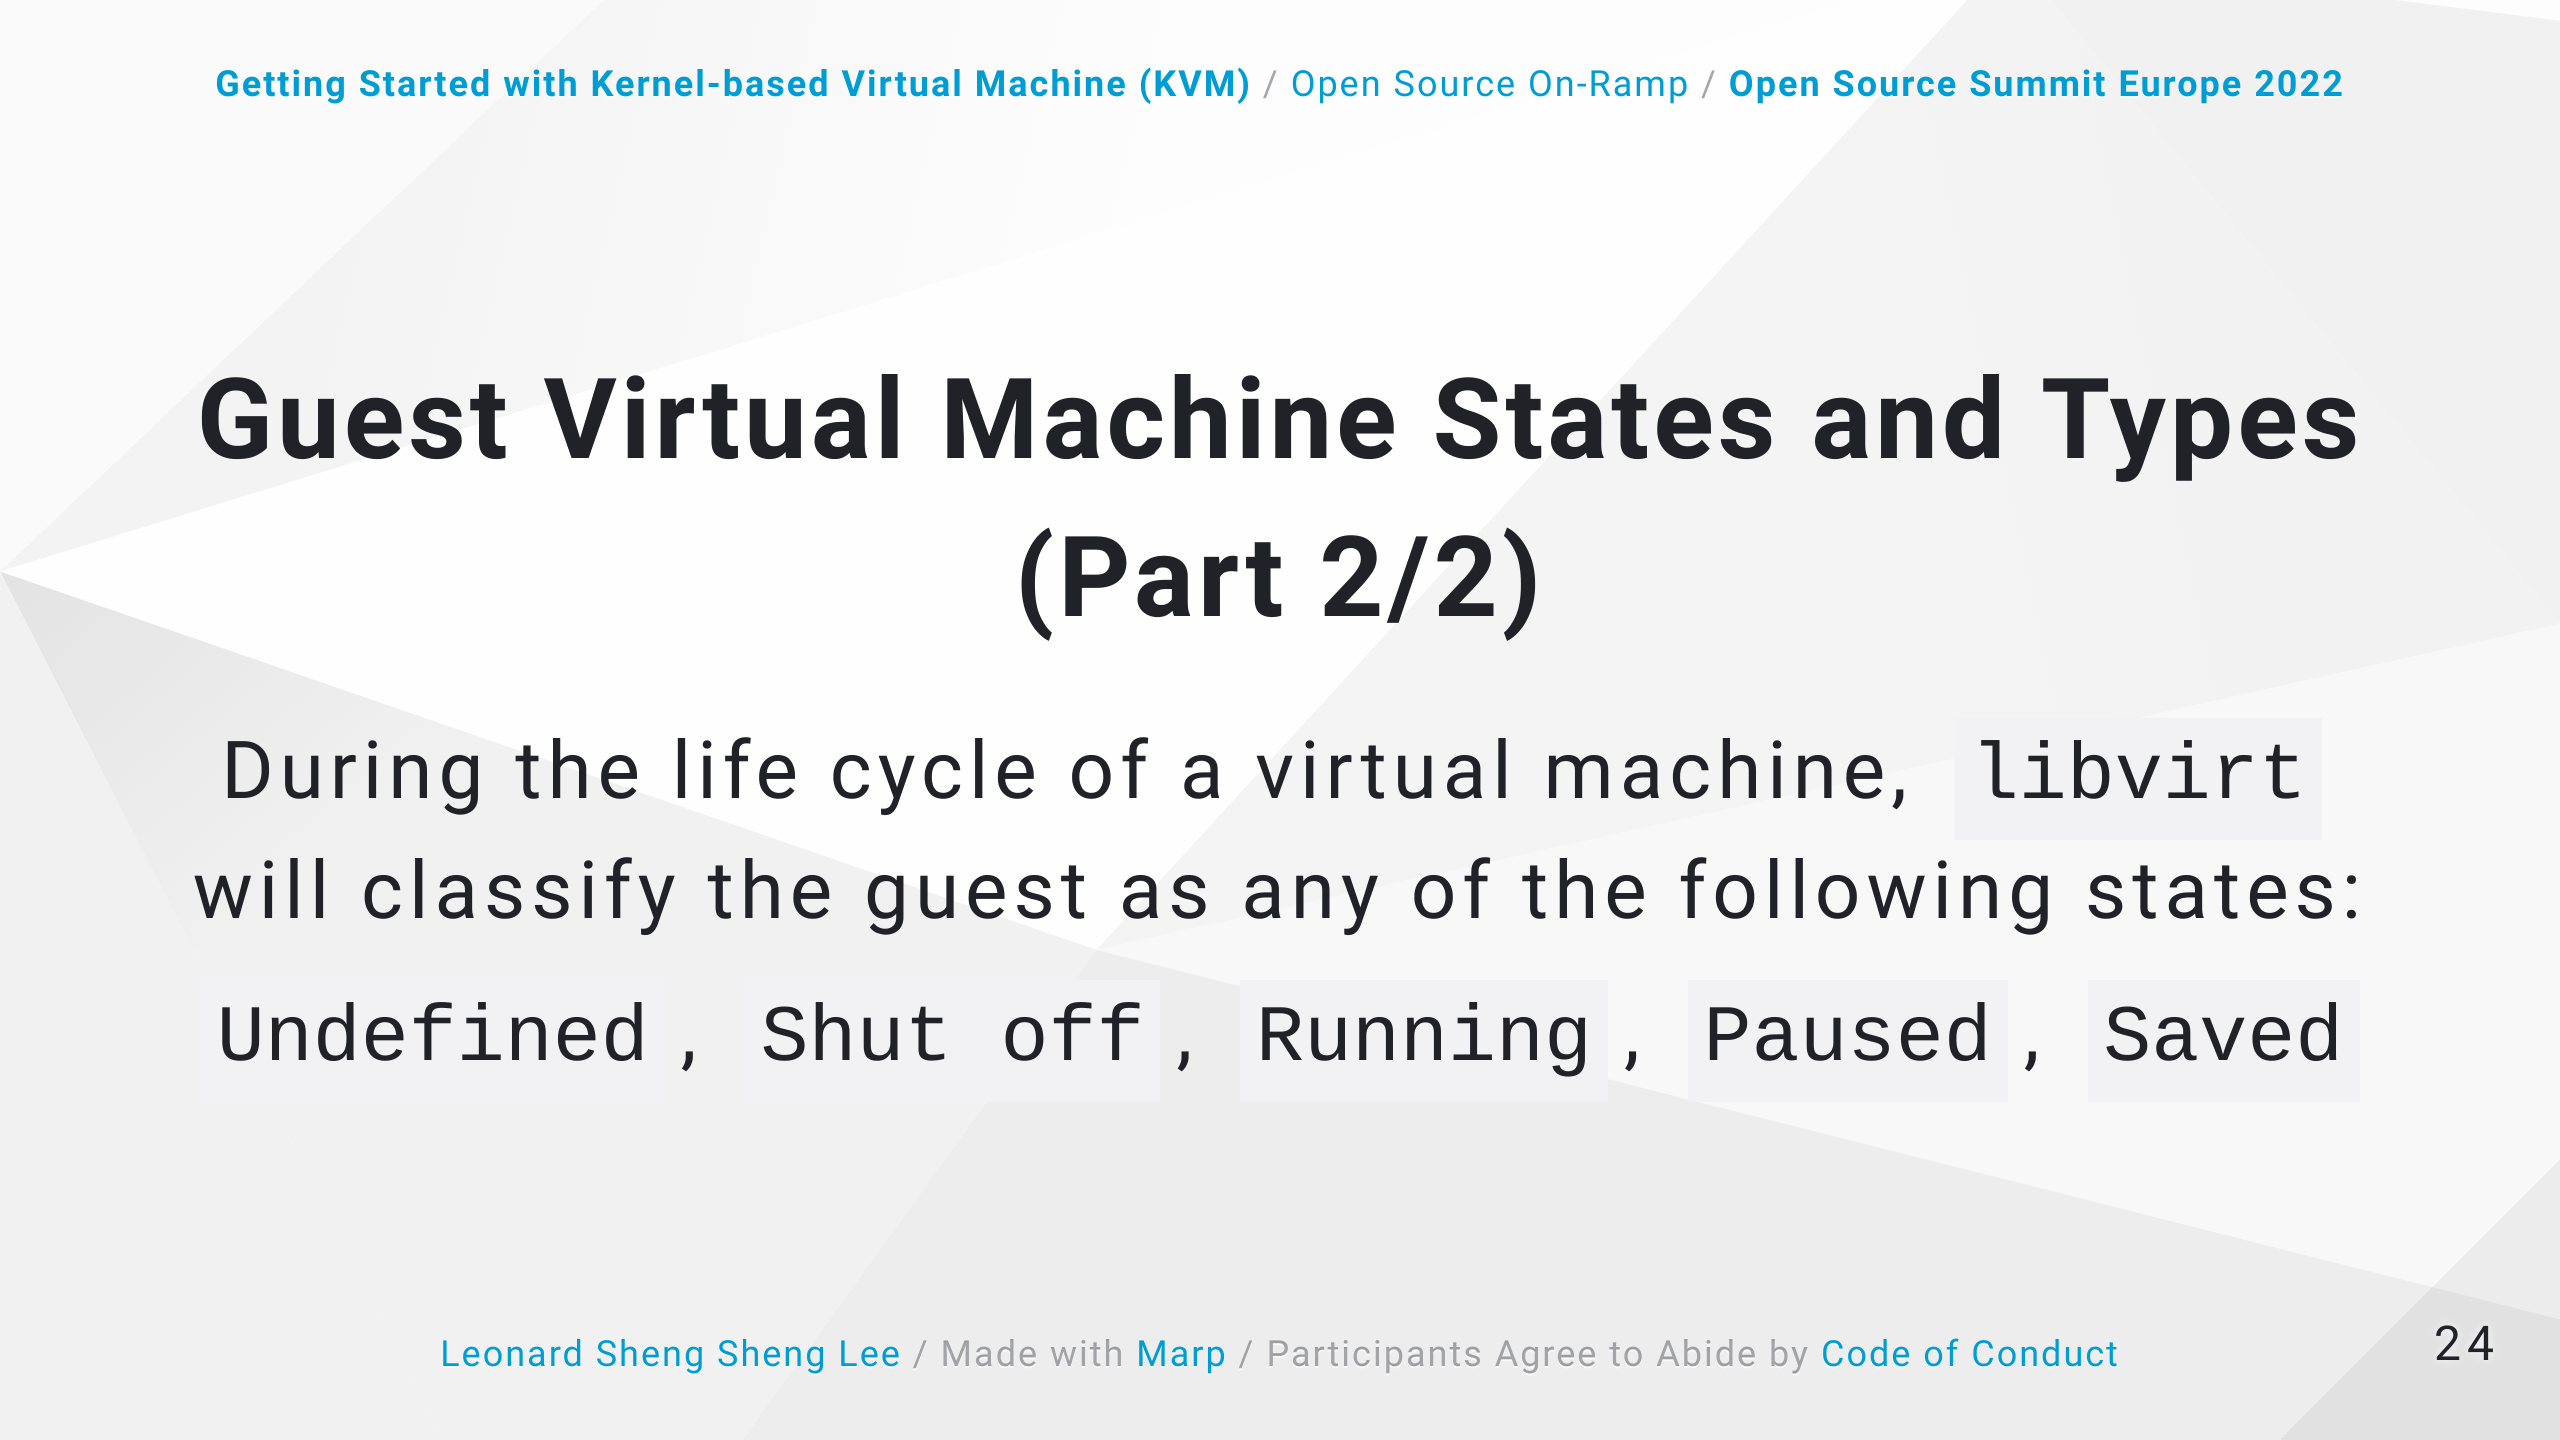 Getting Started with Kernel-based Virtual Machine (KVM) / Open Source On-Ramp / Open Source Summit Europe 2022
Guest Virtual Machine States and Types
(Part 2/2)
During the life cycle of a virtual machine, libvirt
will classify the guest as any of the following states:
Undefined, Shut off, Running, Paused, Saved
Leonard Sheng Sheng Lee / Made with Marp / Participants Agree to Abide by Code of Conduct
24